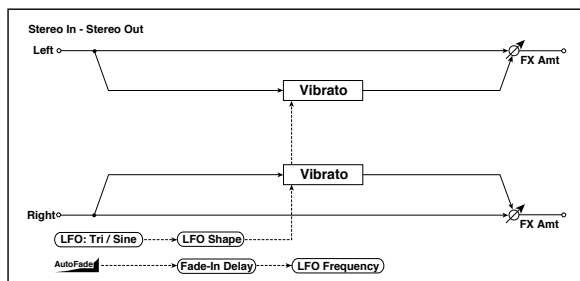 Stereo In - Stereo Out
Left
FX Amt
Vibrato
Vibrato
Right
FX Amt
LFO: Tri / Sine
LFO Shape
AutoFade
Fade-In Delay
LFO Frequency